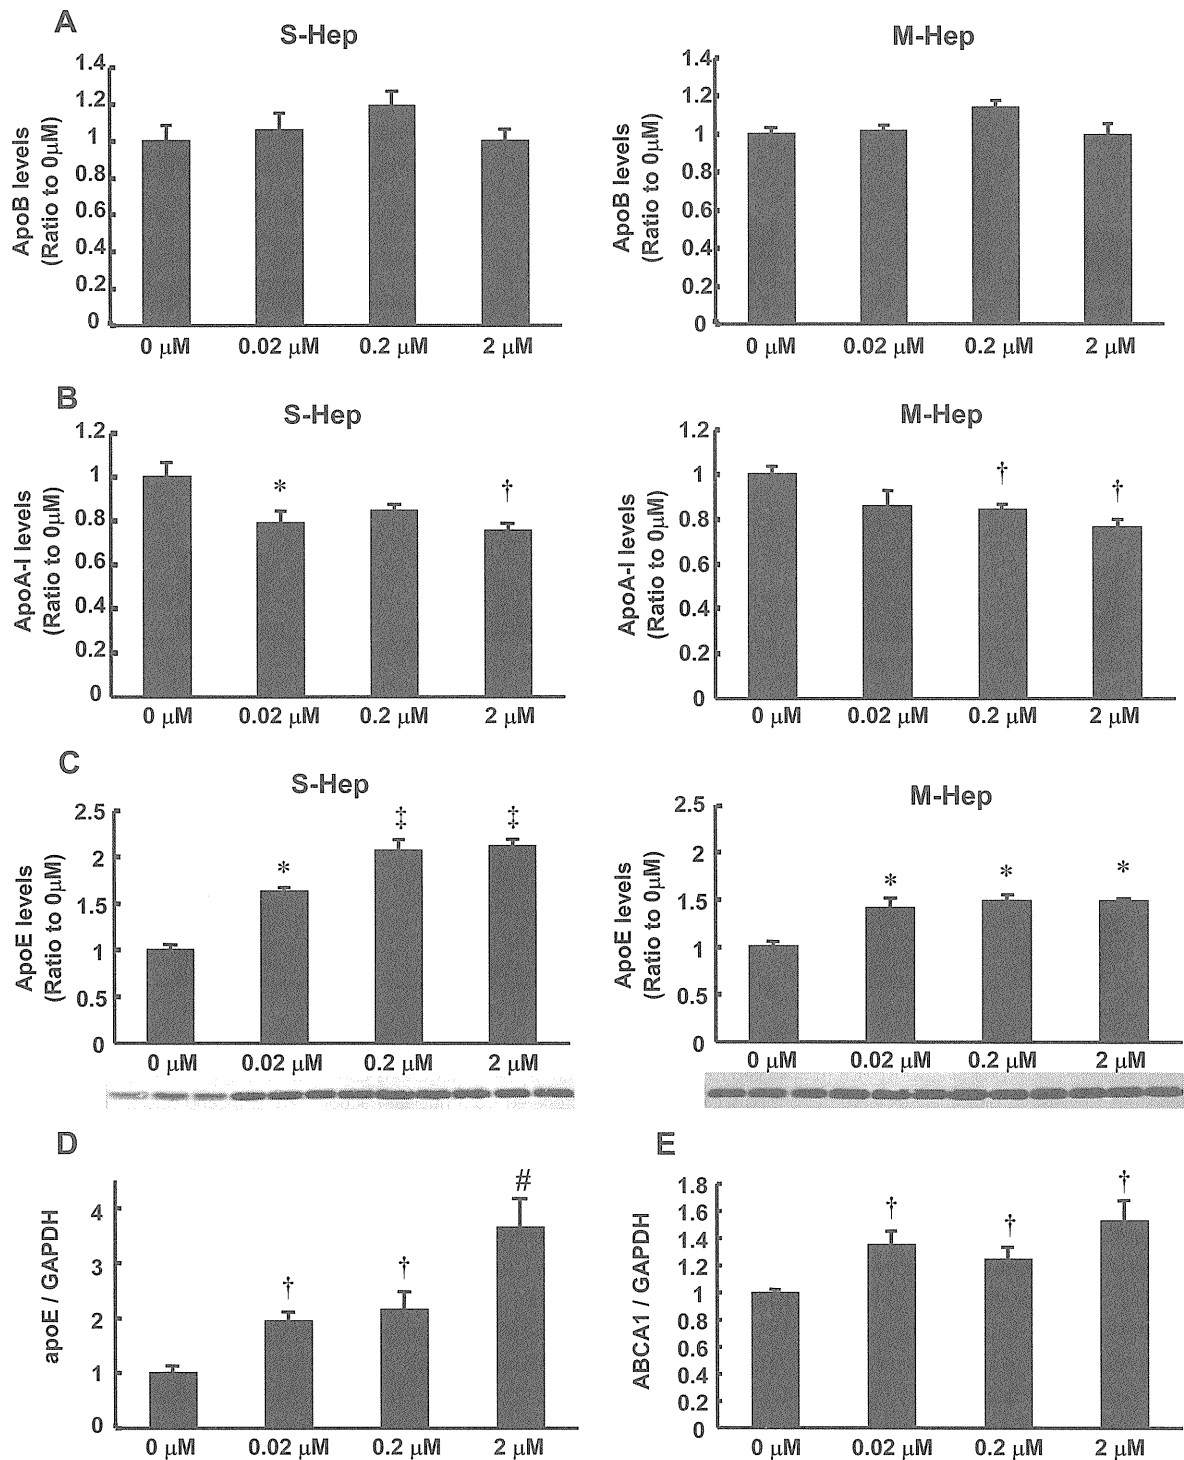 A
S-Hep
ApoB levels
(Ratio to 0μM)
1.4
1.2
1
0.8
0.6
0.4
0.2
0
0 μM 0.02 μM 0.2 μM 2 μM
M-Hep
ApoB levels
(Ratio to 0μM)
1.4
1.2
1
0.8
0.6
0.4
0.2
0
0 μM 0.02 μM 0.2 μM 2 μM
B
S-Hep
ApoA-I levels
(Ratio to 0μM)
1.2
1
0.8
0.6
0.4
0.2
0
* †
0 μM 0.02 μM 0.2 μM 2 μM
M-Hep
ApoA-I levels
(Ratio to 0μM)
1.2
1
0.8
0.6
0.4
0.2
0
† †
0 μM 0.02 μM 0.2 μM 2 μM
C
S-Hep
ApoE levels
(Ratio to 0μM)
2.5
2
1.5
1
0.5
0
* ‡ ‡
0 μM 0.02 μM 0.2 μM 2 μM
M-Hep
ApoE levels
(Ratio to 0μM)
2.5
2
1.5
1
0.5
0
* * *
0 μM 0.02 μM 0.2 μM 2 μM
D
apoE / GAPDH
4
3
2
1
0
† † #
0 μM 0.02 μM 0.2 μM 2 μM
E
ABCA1 / GAPDH
1.8
1.6
1.4
1.2
1
0.8
0.6
0.4
0.2
0
† † †
0 μM 0.02 μM 0.2 μM 2 μM